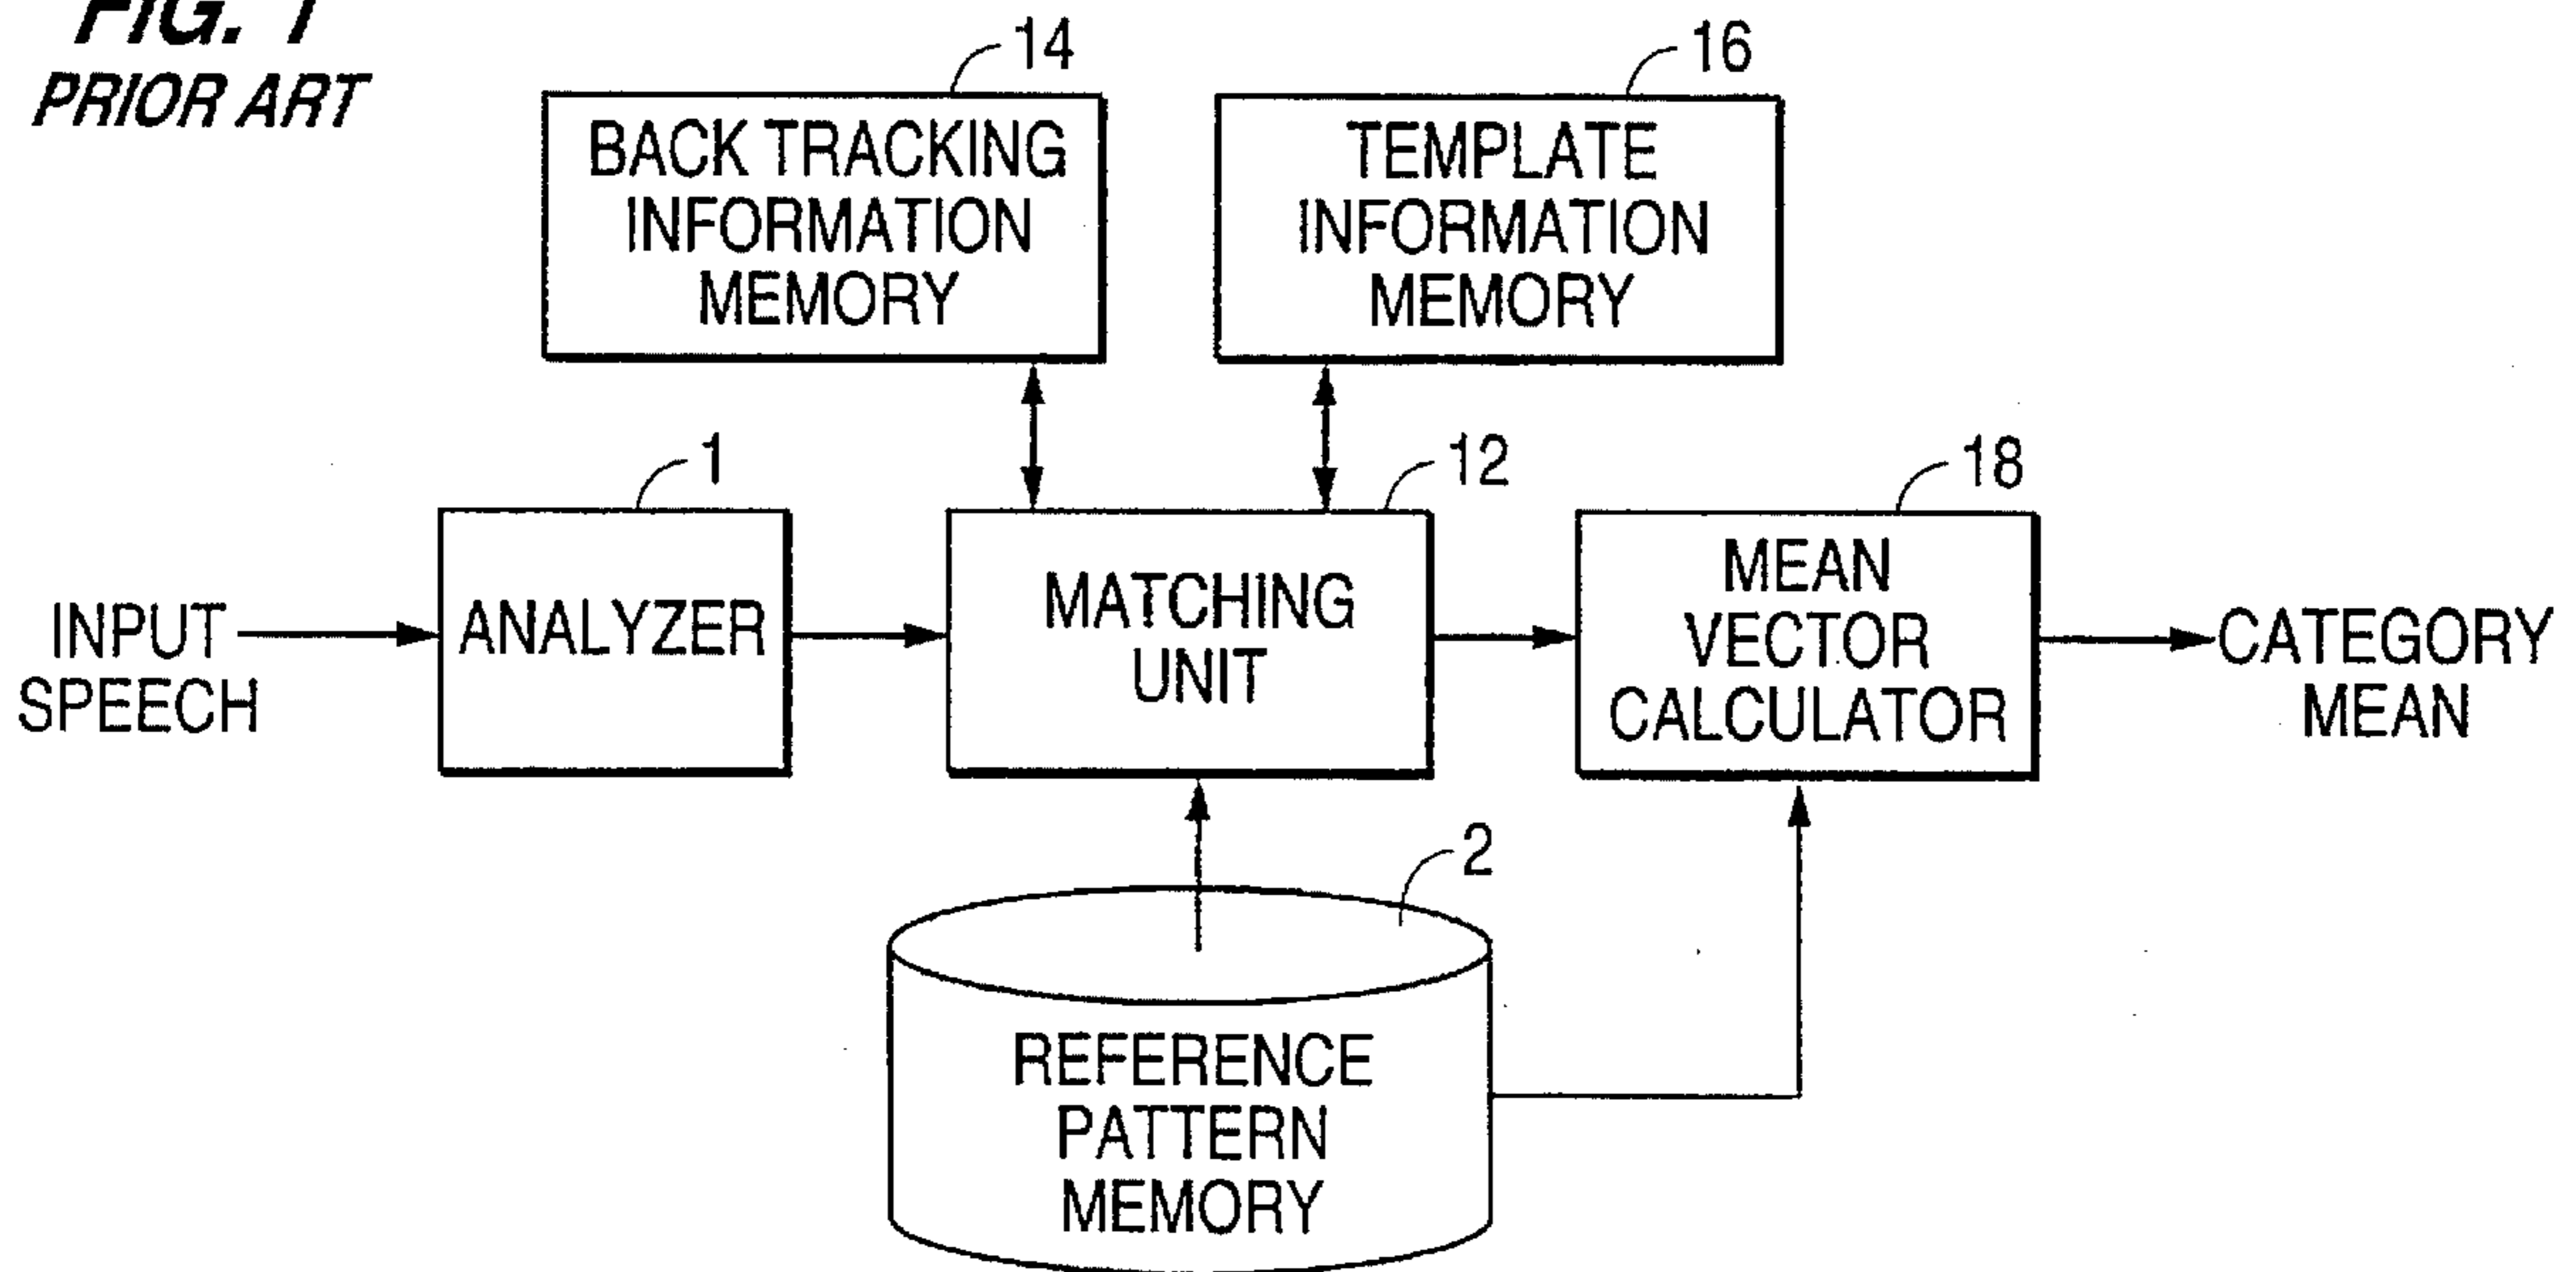 FIG. 1
PRIOR ART
14
BACK TRACKING
INFORMATION
MEMORY
16
TEMPLATE
INFORMATION
MEMORY
1
ANALYZER
12
MATCHING
UNIT
18
MEAN
VECTOR
CALCULATOR
INPUT
SPEECH
CATEGORY
MEAN
2
REFERENCE
PATTERN
MEMORY